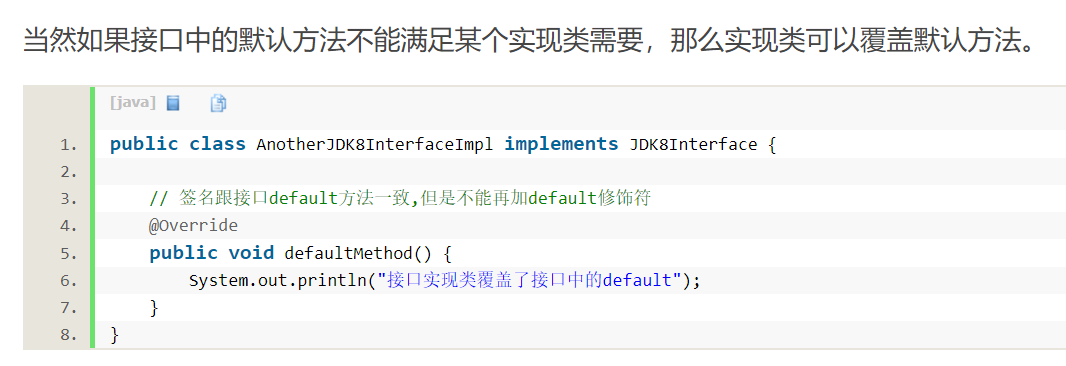 当然如果接口中的默认方法不能满足某个实现类需要，那么实现类可以覆盖默认方法。
[java]
1. public class AnotherJDK8InterfaceImpl implements JDK8Interface {
2.
3.     // 签名跟接口default方法一致,但是不能再加default修饰符
4.     @Override
5.     public void defaultMethod() {
6.         System.out.println("接口实现类覆盖了接口中的default");
7.     }
8. }